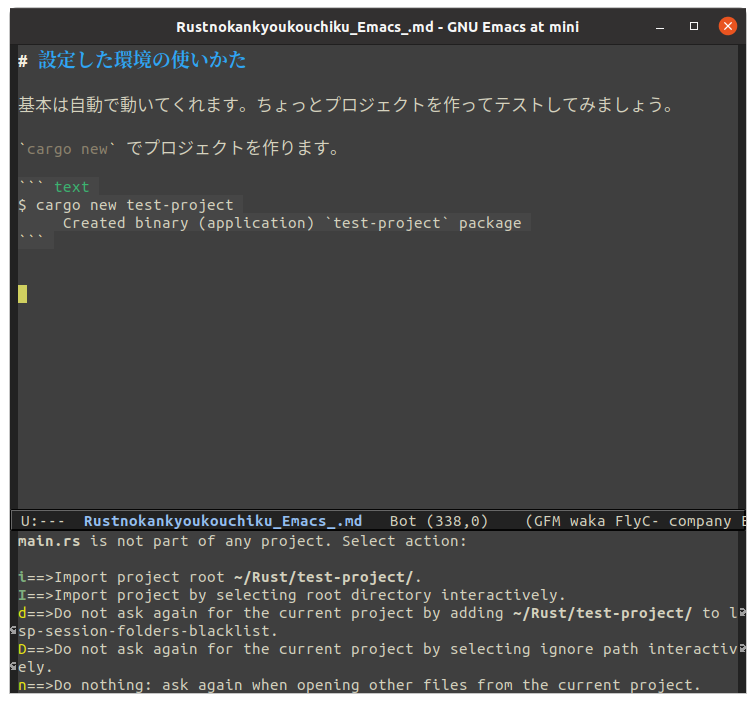 Rustnokankyoukouchiku_Emacs_.md - GNU Emacs at mini
# 設定した環境の使いかた
基本は自動で動いてくれます。ちょっとプロジェクトを作ってテストしてみましょう。
`cargo new` でプロジェクトを作ります。
``` text
$ cargo new test-project
Created binary (application) `test-project` package
```
U:--- Rustnokankyoukouchiku_Emacs_.md Bot (338,0) (GFM waka FlyC- company E
main.rs is not part of any project. Select action:
i==>Import project root ~/Rust/test-project/.
I==>Import project by selecting root directory interactively.
d==>Do not ask again for the current project by adding ~/Rust/test-project/ to l
sp-session-folders-blacklist.
D==>Do not ask again for the current project by selecting ignore path interactiv
ely.
n==>Do nothing: ask again when opening other files from the current project.